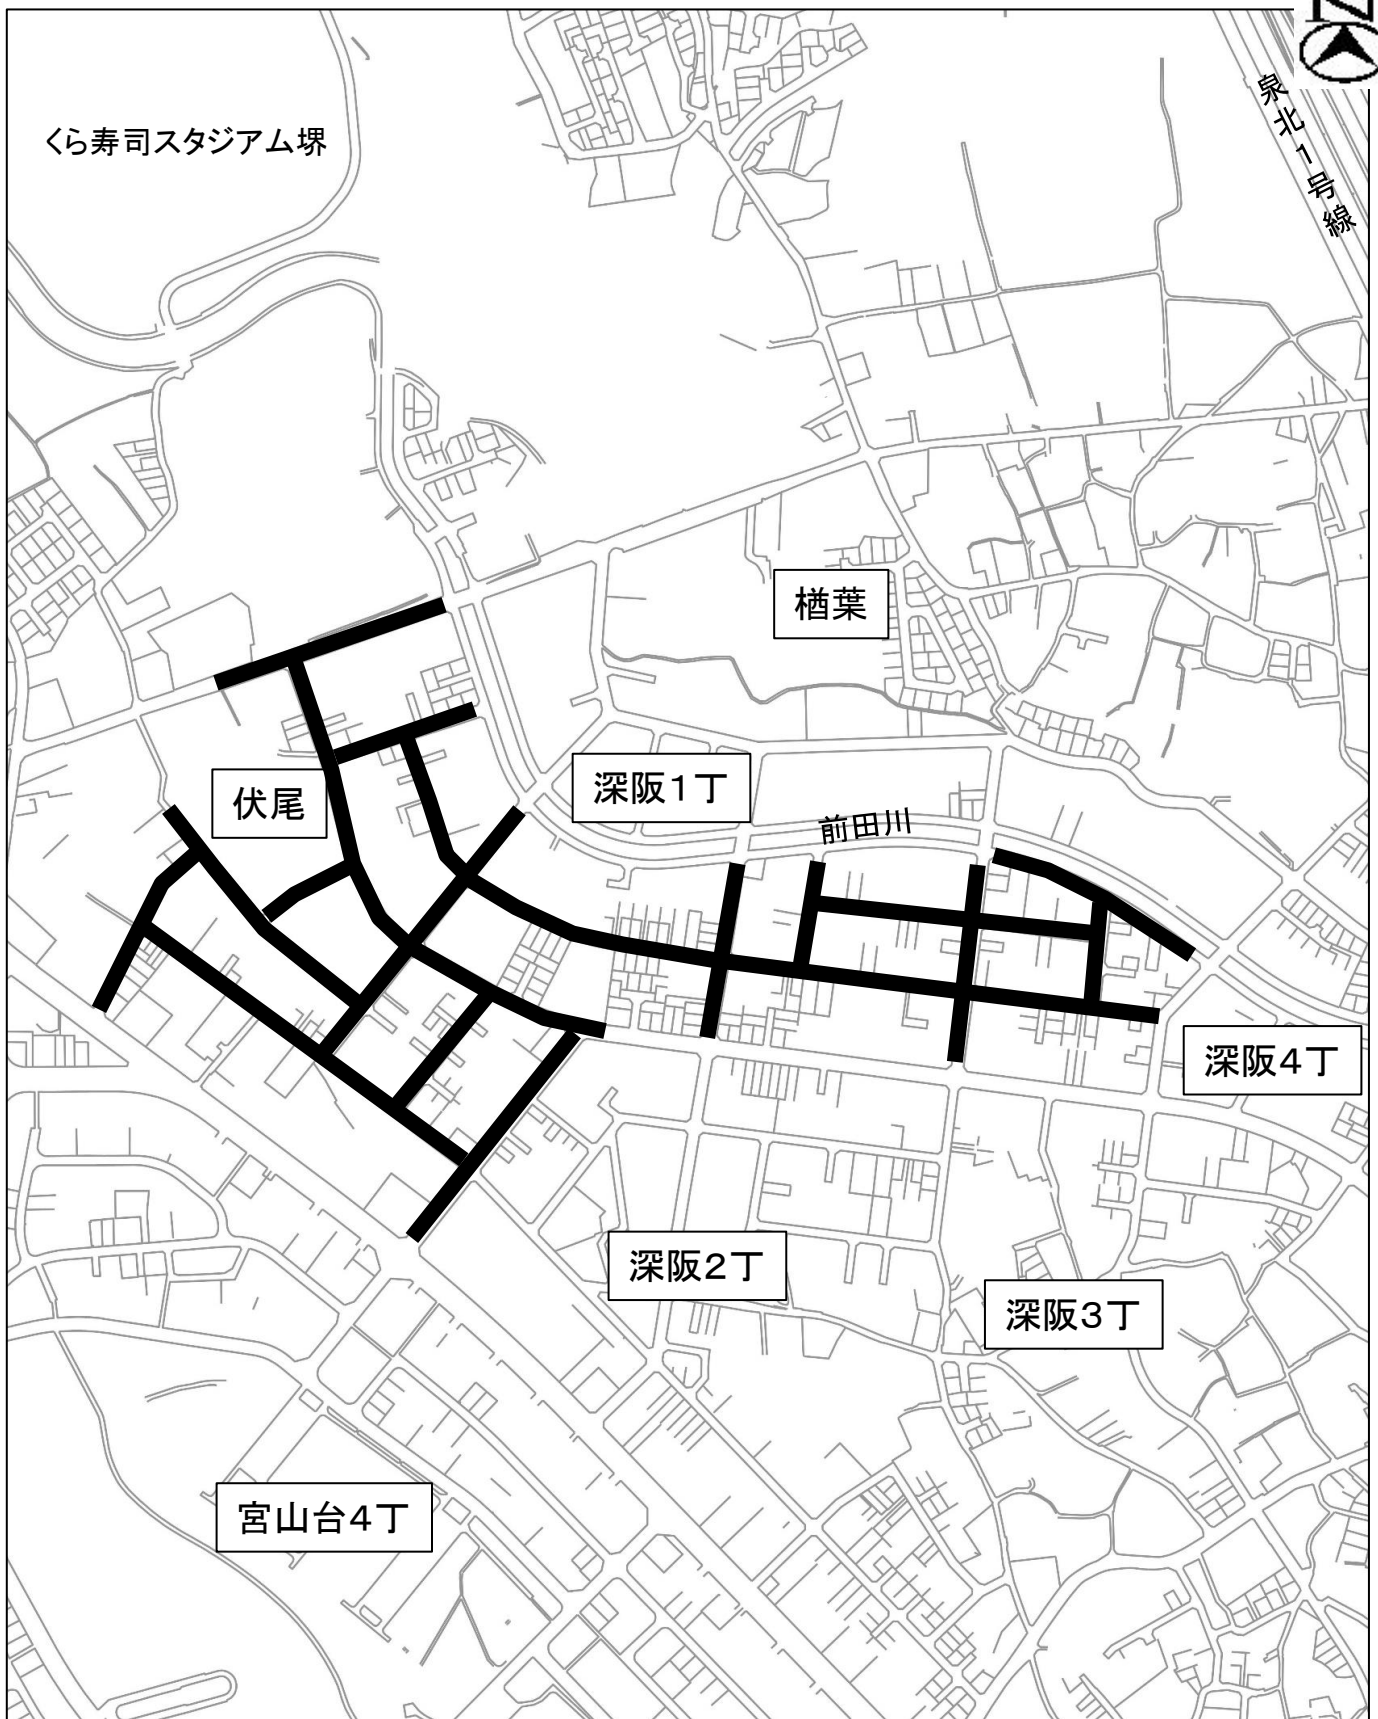 N
くら寿司スタジアム堺
泉北1号線
楢葉
深阪1丁
伏尾
前田川
深阪4丁
深阪2丁
深阪3丁
宮山台4丁